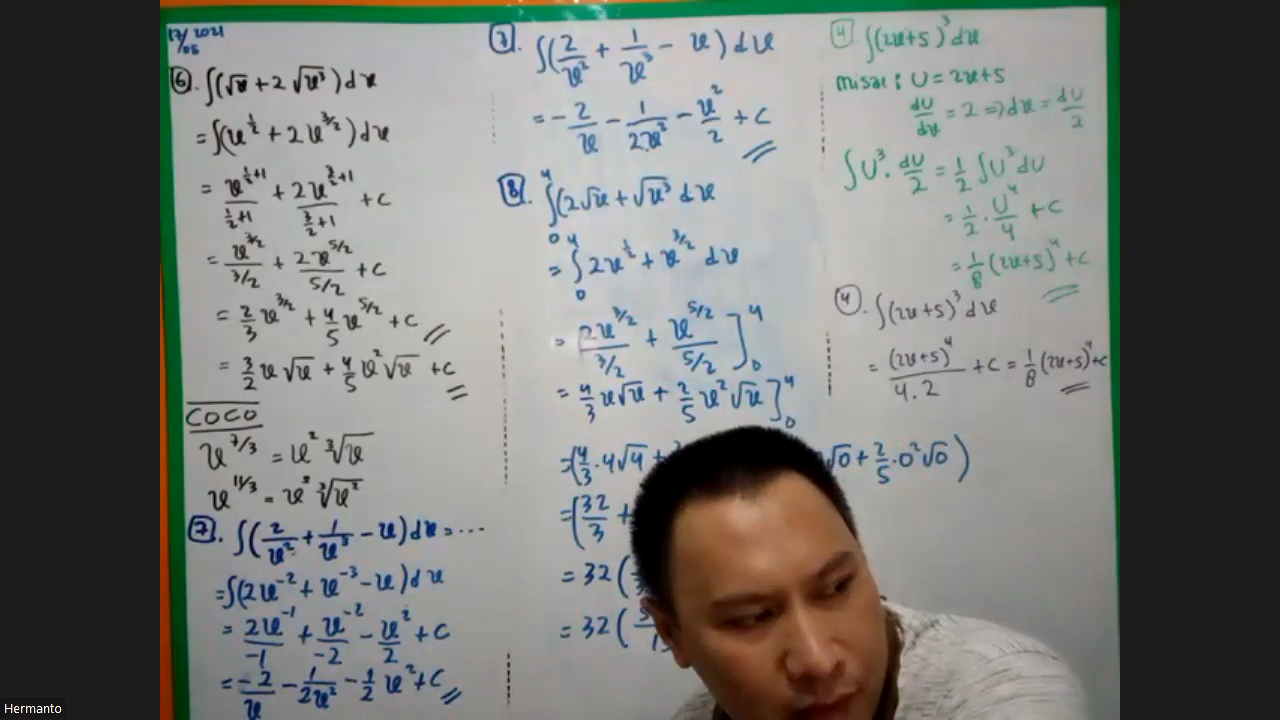 17/05 2021
6. ∫(√x + 2√x³) dx
= ∫(x^½ + 2x^3/2) dx
= x^(½+1)/(½+1) + 2x^(3/2+1)/(3/2+1) + C
= x^3/2/(3/2) + 2x^5/2/(5/2) + C
= 2/3 x^3/2 + 4/5 x^5/2 + C
= 3/2 x√x + 4/5 x²√x + C
COCO
x^7/3 = x² ∛x
x^11/3 = x³ ∛x²
7. ∫(2/x² + 1/x³ - x) dx = ...
= ∫(2x^-2 + x^-3 - x) dx
= 2x^-1/-1 + x^-2/-2 - x²/2 + C
= -2/x - 1/2x² - 1/2 x² + C
7. ∫(2/x² + 1/x³ - x) dx
= -2/x - 1/2x² - x²/2 + C
8. ∫₀⁴ (2√x + √x³ dx
= ∫₀⁴ 2x^½ + x^3/2 dx
= [2x^3/2/(3/2) + x^5/2/(5/2)]₀⁴
= 4/3 x√x + 2/5 x²√x]₀⁴
= (4/3 · 4√4 + √0 + 2/5 · 0²√0)
= (32/3 +
= 32(
= 32(
4. ∫(2x+5)³ dx
misal : U = 2x+5
dU/dx = 2 => dx = dU/2
∫U³ · dU/2 = 1/2 ∫U³ dU
= 1/2 · U⁴/4 + C
= 1/8 (2x+5)⁴ + C
4. ∫(2x+5)³ dx
= (2x+5)⁴/4.2 + C = 1/8 (2x+5)⁴ + C
Hermanto